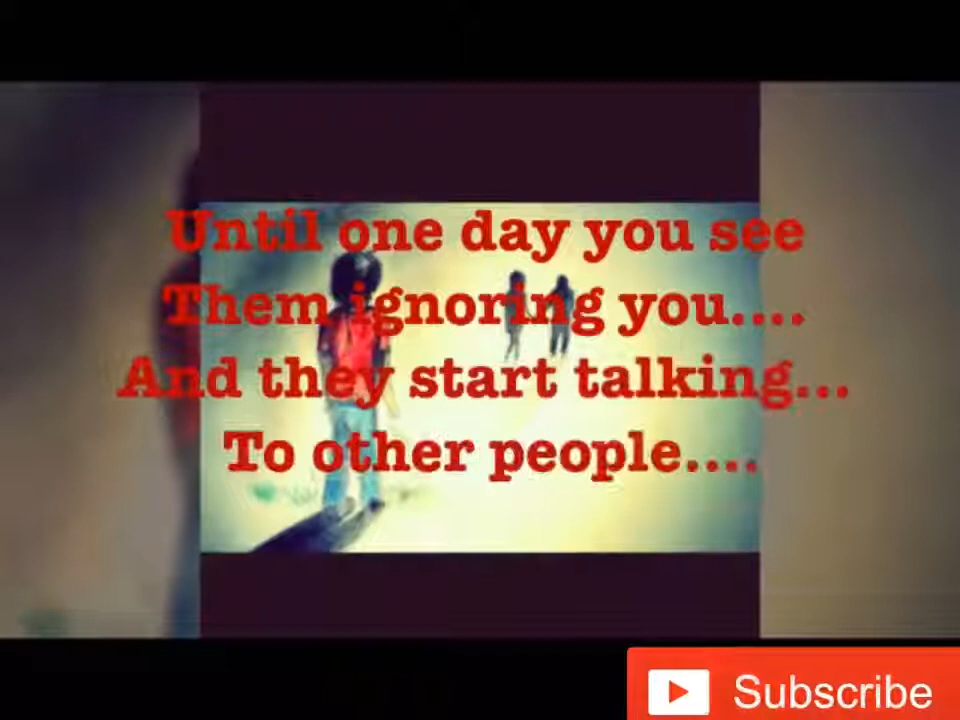 Until one day you see
Them ignoring you....
And they start talking...
To other people....
Subscribe